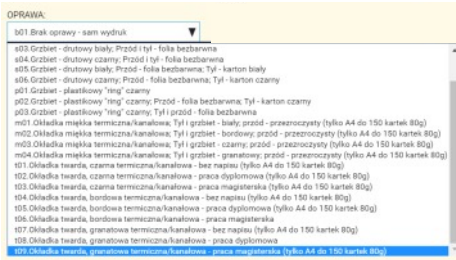 OPRAWA:
b01.Brak oprawy - sam wydruk
s03.Grzbiet - drutowy biały; Przód i tył - folia bezbarwna
s04.Grzbiet - drutowy czarny; Przód i tył - folia bezbarwna
s05.Grzbiet - drutowy biały; Przód - folia bezbarwna; Tył - karton biały
s06.Grzbiet - drutowy czarny; Przód - folia bezbarwna; Tył - karton czarny
p01.Grzbiet - plastikowy "ring" czarny
p02.Grzbiet - plastikowy "ring" czarny; Przód - folia bezbarwna; Tył - karton czarny
p03.Grzbiet - plastikowy "ring" czarny; Tył i przód - folia bezbarwna
m01.Okładka miękka termiczna/kanałowa; Tył i grzbiet - biały; przód - przezroczysty (tylko A4 do 150 kartek 80g)
m02.Okładka miękka termiczna/kanałowa; Tył i grzbiet - bordowy; przód - przezroczysty (tylko A4 do 150 kartek 80g)
m03.Okładka miękka termiczna/kanałowa; Tył i grzbiet - czarny; przód - przezroczysty (tylko A4 do 150 kartek 80g)
m04.Okładka miękka termiczna/kanałowa; Tył i grzbiet - granatowy; przód - przezroczysty (tylko A4 do 150 kartek 80g)
t01.Okładka twarda, czarna termiczna/kanałowa - bez napisu (tylko A4 do 150 kartek 80g)
t02.Okładka twarda, czarna termiczna/kanałowa - praca dyplomowa (tylko A4 do 150 kartek 80g)
t03.Okładka twarda, czarna termiczna/kanałowa - praca magisterska (tylko A4 do 150 kartek 80g)
t04.Okładka twarda, bordowa termiczna/kanałowa - bez napisu (tylko A4 do 150 kartek 80g)
t05.Okładka twarda, bordowa termiczna/kanałowa - praca dyplomowa (tylko A4 do 150 kartek 80g)
t06.Okładka twarda, bordowa termiczna/kanałowa - praca magisterska
t07.Okładka twarda, granatowa termiczna/kanałowa - bez napisu (tylko A4 do 150 kartek 80g)
t08.Okładka twarda, granatowa termiczna/kanałowa - praca dyplomowa
t09.Okładka twarda, granatowa termiczna/kanałowa - praca magisterska (tylko A4 do 150 kartek 80g)